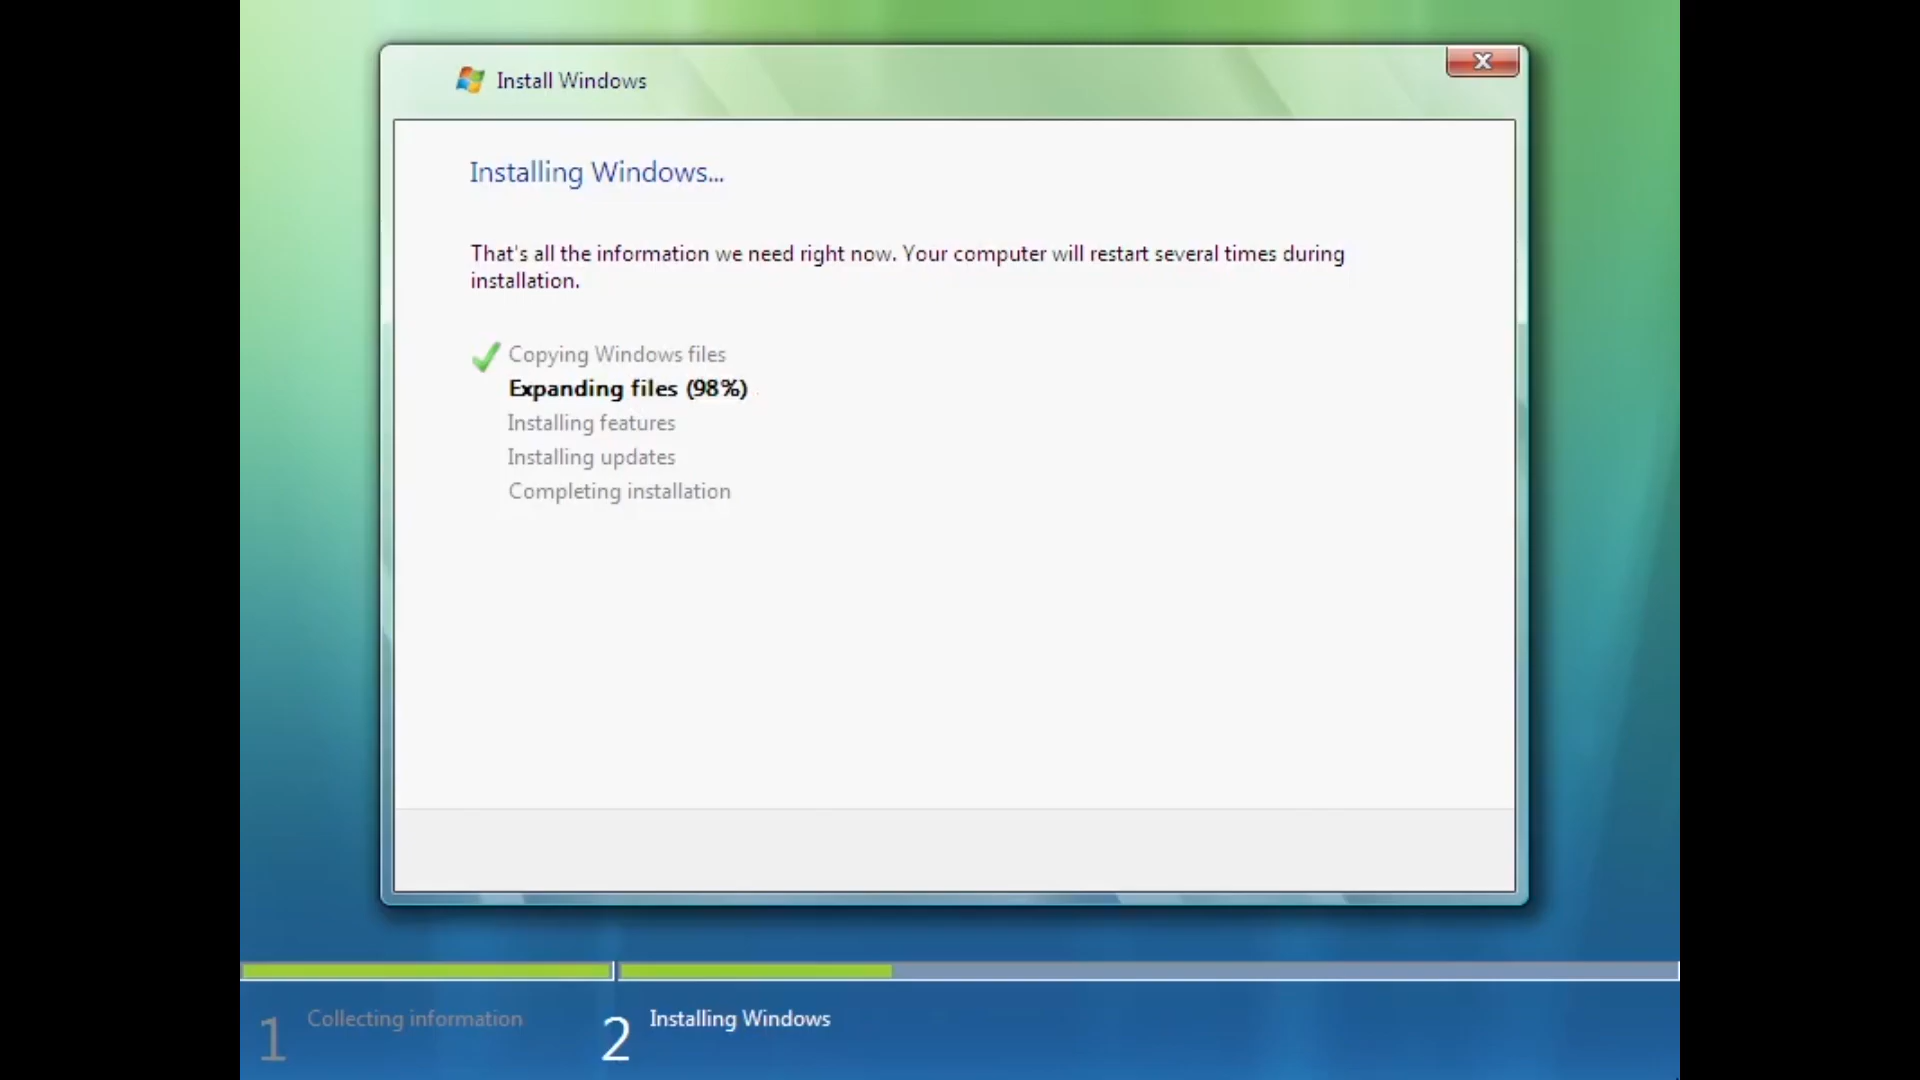 Install Windows
Installing Windows...
That's all the information we need right now. Your computer will restart several times during
installation.
Copying Windows files
Expanding files (98%)
Installing features
Installing updates
Completing installation
1 Collecting information
2 Installing Windows